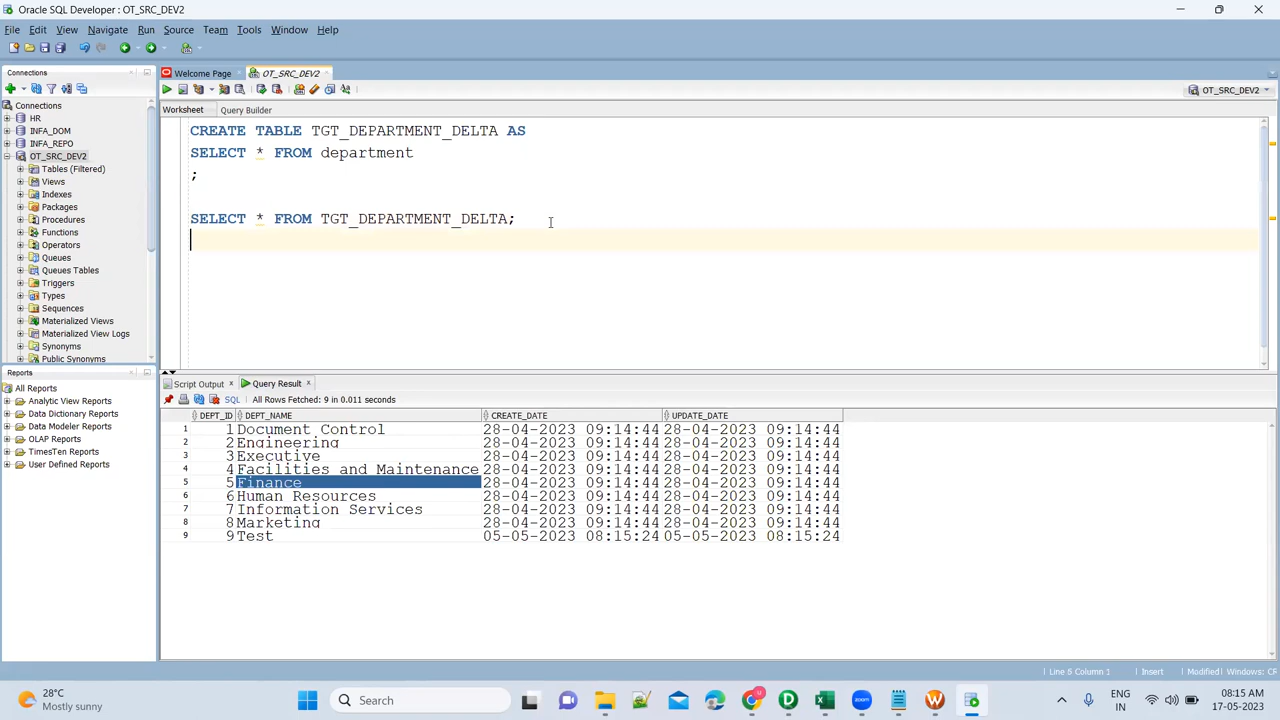 Oracle SQL Developer : OT_SRC_DEV2
File Edit View Navigate Run Source Team Tools Window Help
Connections
Welcome Page
OT_SRC_DEV2
OT_SRC_DEV2
Connections
HR
INFA_DOM
INFA_REPO
OT_SRC_DEV2
Tables (Filtered)
Views
Indexes
Packages
Procedures
Functions
Operators
Queues
Queues Tables
Triggers
Types
Sequences
Materialized Views
Materialized View Logs
Synonyms
Public Synonyms
Worksheet Query Builder
CREATE TABLE TGT_DEPARTMENT_DELTA AS
SELECT * FROM department
;
SELECT * FROM TGT_DEPARTMENT_DELTA;
Reports
All Reports
Analytic View Reports
Data Dictionary Reports
Data Modeler Reports
OLAP Reports
TimesTen Reports
User Defined Reports
Script Output Query Result
SQL All Rows Fetched: 9 in 0.011 seconds
DEPT_ID DEPT_NAME CREATE_DATE UPDATE_DATE
1 1 Document Control 28-04-2023 09:14:44 28-04-2023 09:14:44
2 2 Engineering 28-04-2023 09:14:44 28-04-2023 09:14:44
3 3 Executive 28-04-2023 09:14:44 28-04-2023 09:14:44
4 4 Facilities and Maintenance 28-04-2023 09:14:44 28-04-2023 09:14:44
5 5 Finance 28-04-2023 09:14:44 28-04-2023 09:14:44
6 6 Human Resources 28-04-2023 09:14:44 28-04-2023 09:14:44
7 7 Information Services 28-04-2023 09:14:44 28-04-2023 09:14:44
8 8 Marketing 28-04-2023 09:14:44 28-04-2023 09:14:44
9 9 Test 05-05-2023 08:15:24 05-05-2023 08:15:24
Line 6 Column 1 Insert Modified Windows: CF
28°C
Mostly sunny
Search
ENG
IN
08:15 AM
17-05-2023